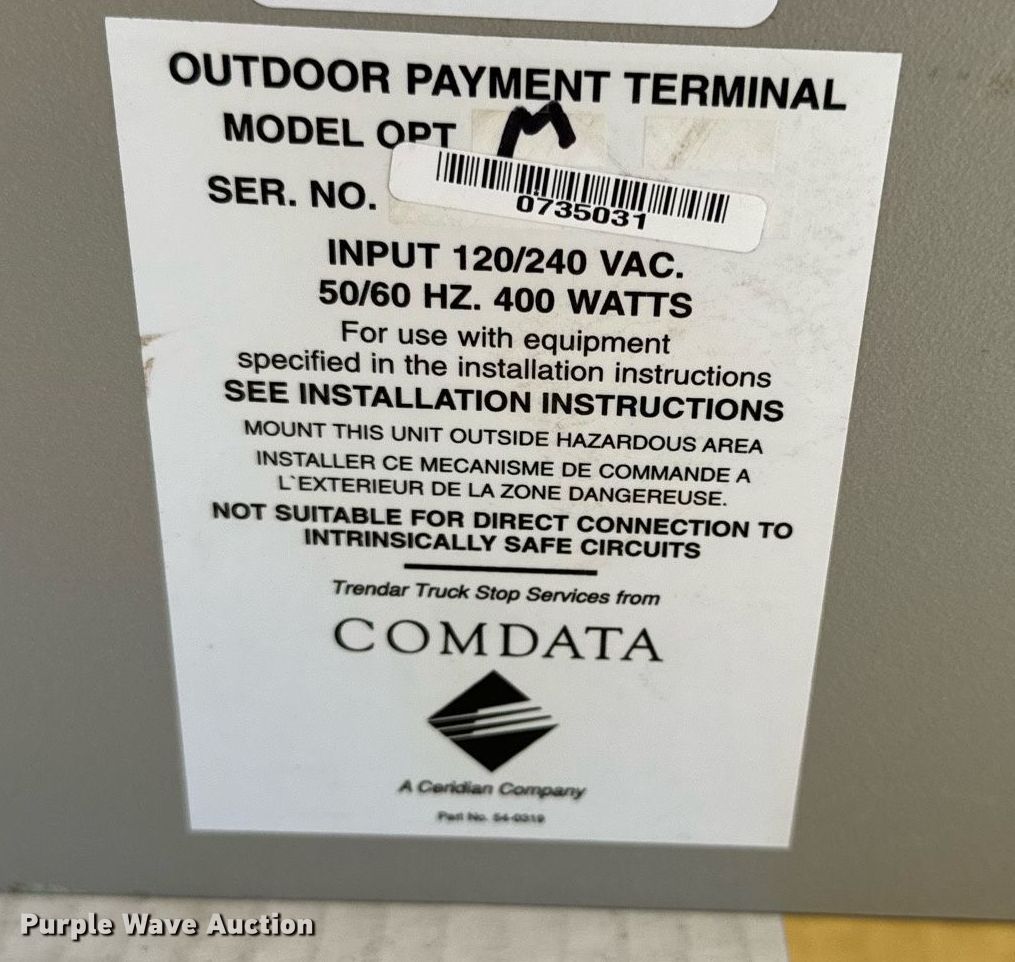 OUTDOOR PAYMENT TERMINAL
MODEL OPT M
SER. NO. 0735031
INPUT 120/240 VAC.
50/60 HZ. 400 WATTS
For use with equipment
specified in the installation instructions
SEE INSTALLATION INSTRUCTIONS
MOUNT THIS UNIT OUTSIDE HAZARDOUS AREA
INSTALLER CE MECANISME DE COMMANDE A
L`EXTERIEUR DE LA ZONE DANGEREUSE.
NOT SUITABLE FOR DIRECT CONNECTION TO
INTRINSICALLY SAFE CIRCUITS
Trendar Truck Stop Services from
COMDATA
A Ceridian Company
Part No. 54-0319
Purple Wave Auction